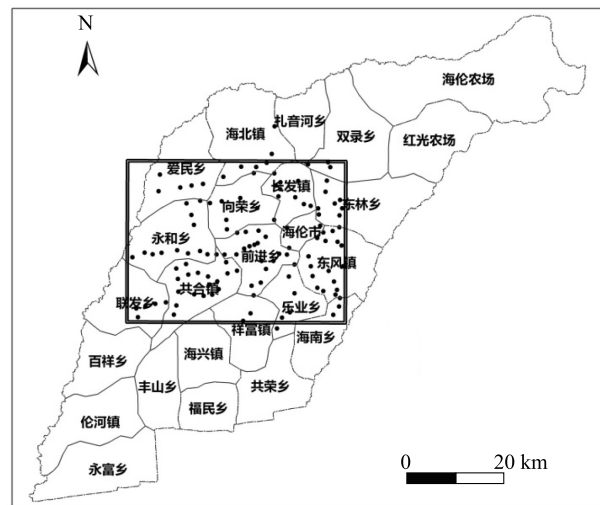 N
海伦农场
扎音河乡
海北镇
双录乡
红光农场
爱民乡
长发镇
向荣乡
东林乡
海伦市
永和乡
前进乡
东风镇
共合镇
联发乡
乐业乡
祥富镇
海南乡
海兴镇
百祥乡
丰山乡
共荣乡
福民乡
伦河镇
永富乡
0 20 km